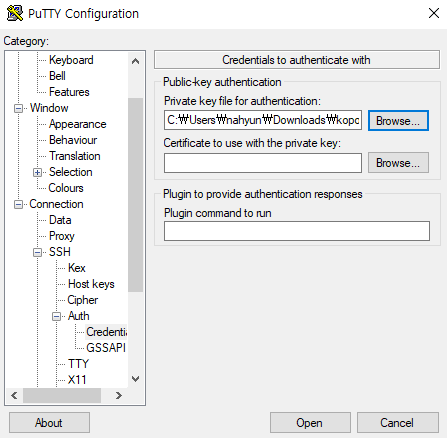 PuTTY Configuration
Category:
Keyboard
Bell
Features
Window
Appearance
Behaviour
Translation
Selection
Colours
Connection
Data
Proxy
SSH
Kex
Host keys
Cipher
Auth
Credentia
GSSAPI
TTY
X11
Credentials to authenticate with
Public-key authentication
Private key file for authentication:
C:₩Users₩nahyun₩Downloads₩kopo
Browse...
Certificate to use with the private key:
Browse...
Plugin to provide authentication responses
Plugin command to run
About
Open
Cancel